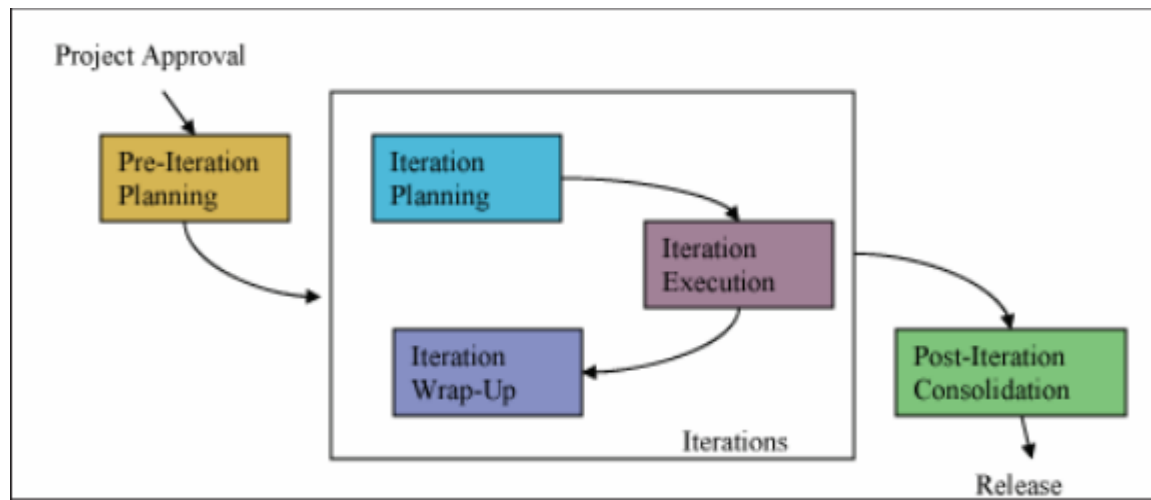 Project Approval
Pre-Iteration
Planning
Iteration
Planning
Iteration
Execution
Iteration
Wrap-Up
Iterations
Post-Iteration
Consolidation
Release